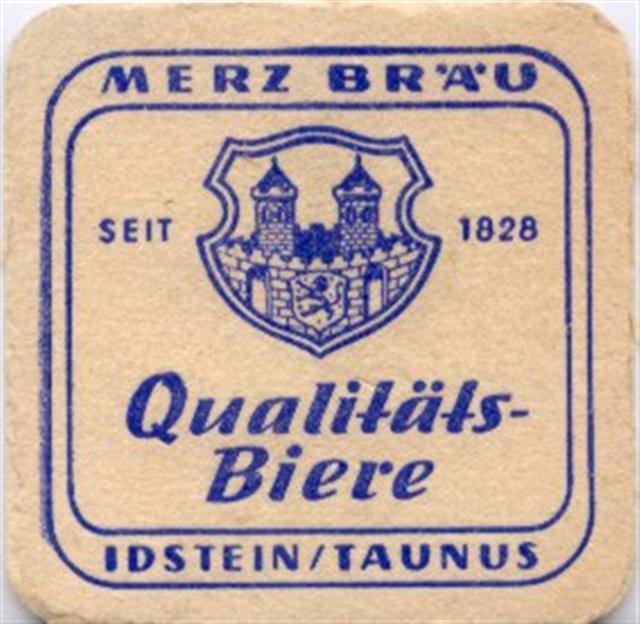 MERZ BRÄU
SEIT 1828
Qualitäts-
Biere
IDSTEIN/TAUNUS